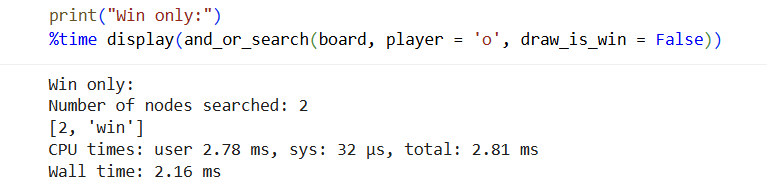 print("Win only:")
%time display(and_or_search(board, player = 'o', draw_is_win = False))
Win only:
Number of nodes searched: 2
[2, 'win']
CPU times: user 2.78 ms, sys: 32 µs, total: 2.81 ms
Wall time: 2.16 ms